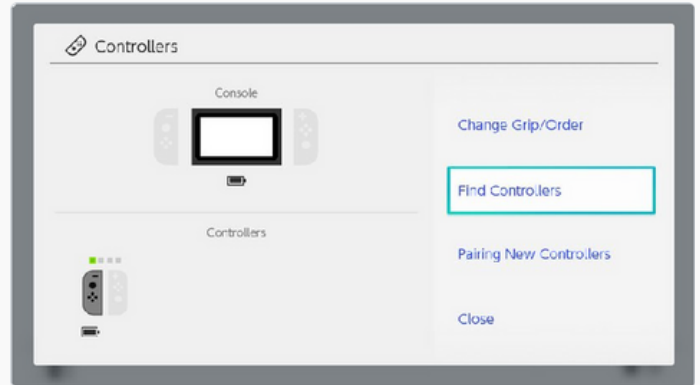 Controllers
Console
Change Grip/Order
Find Controllers
Controllers
Pairing New Controllers
Close